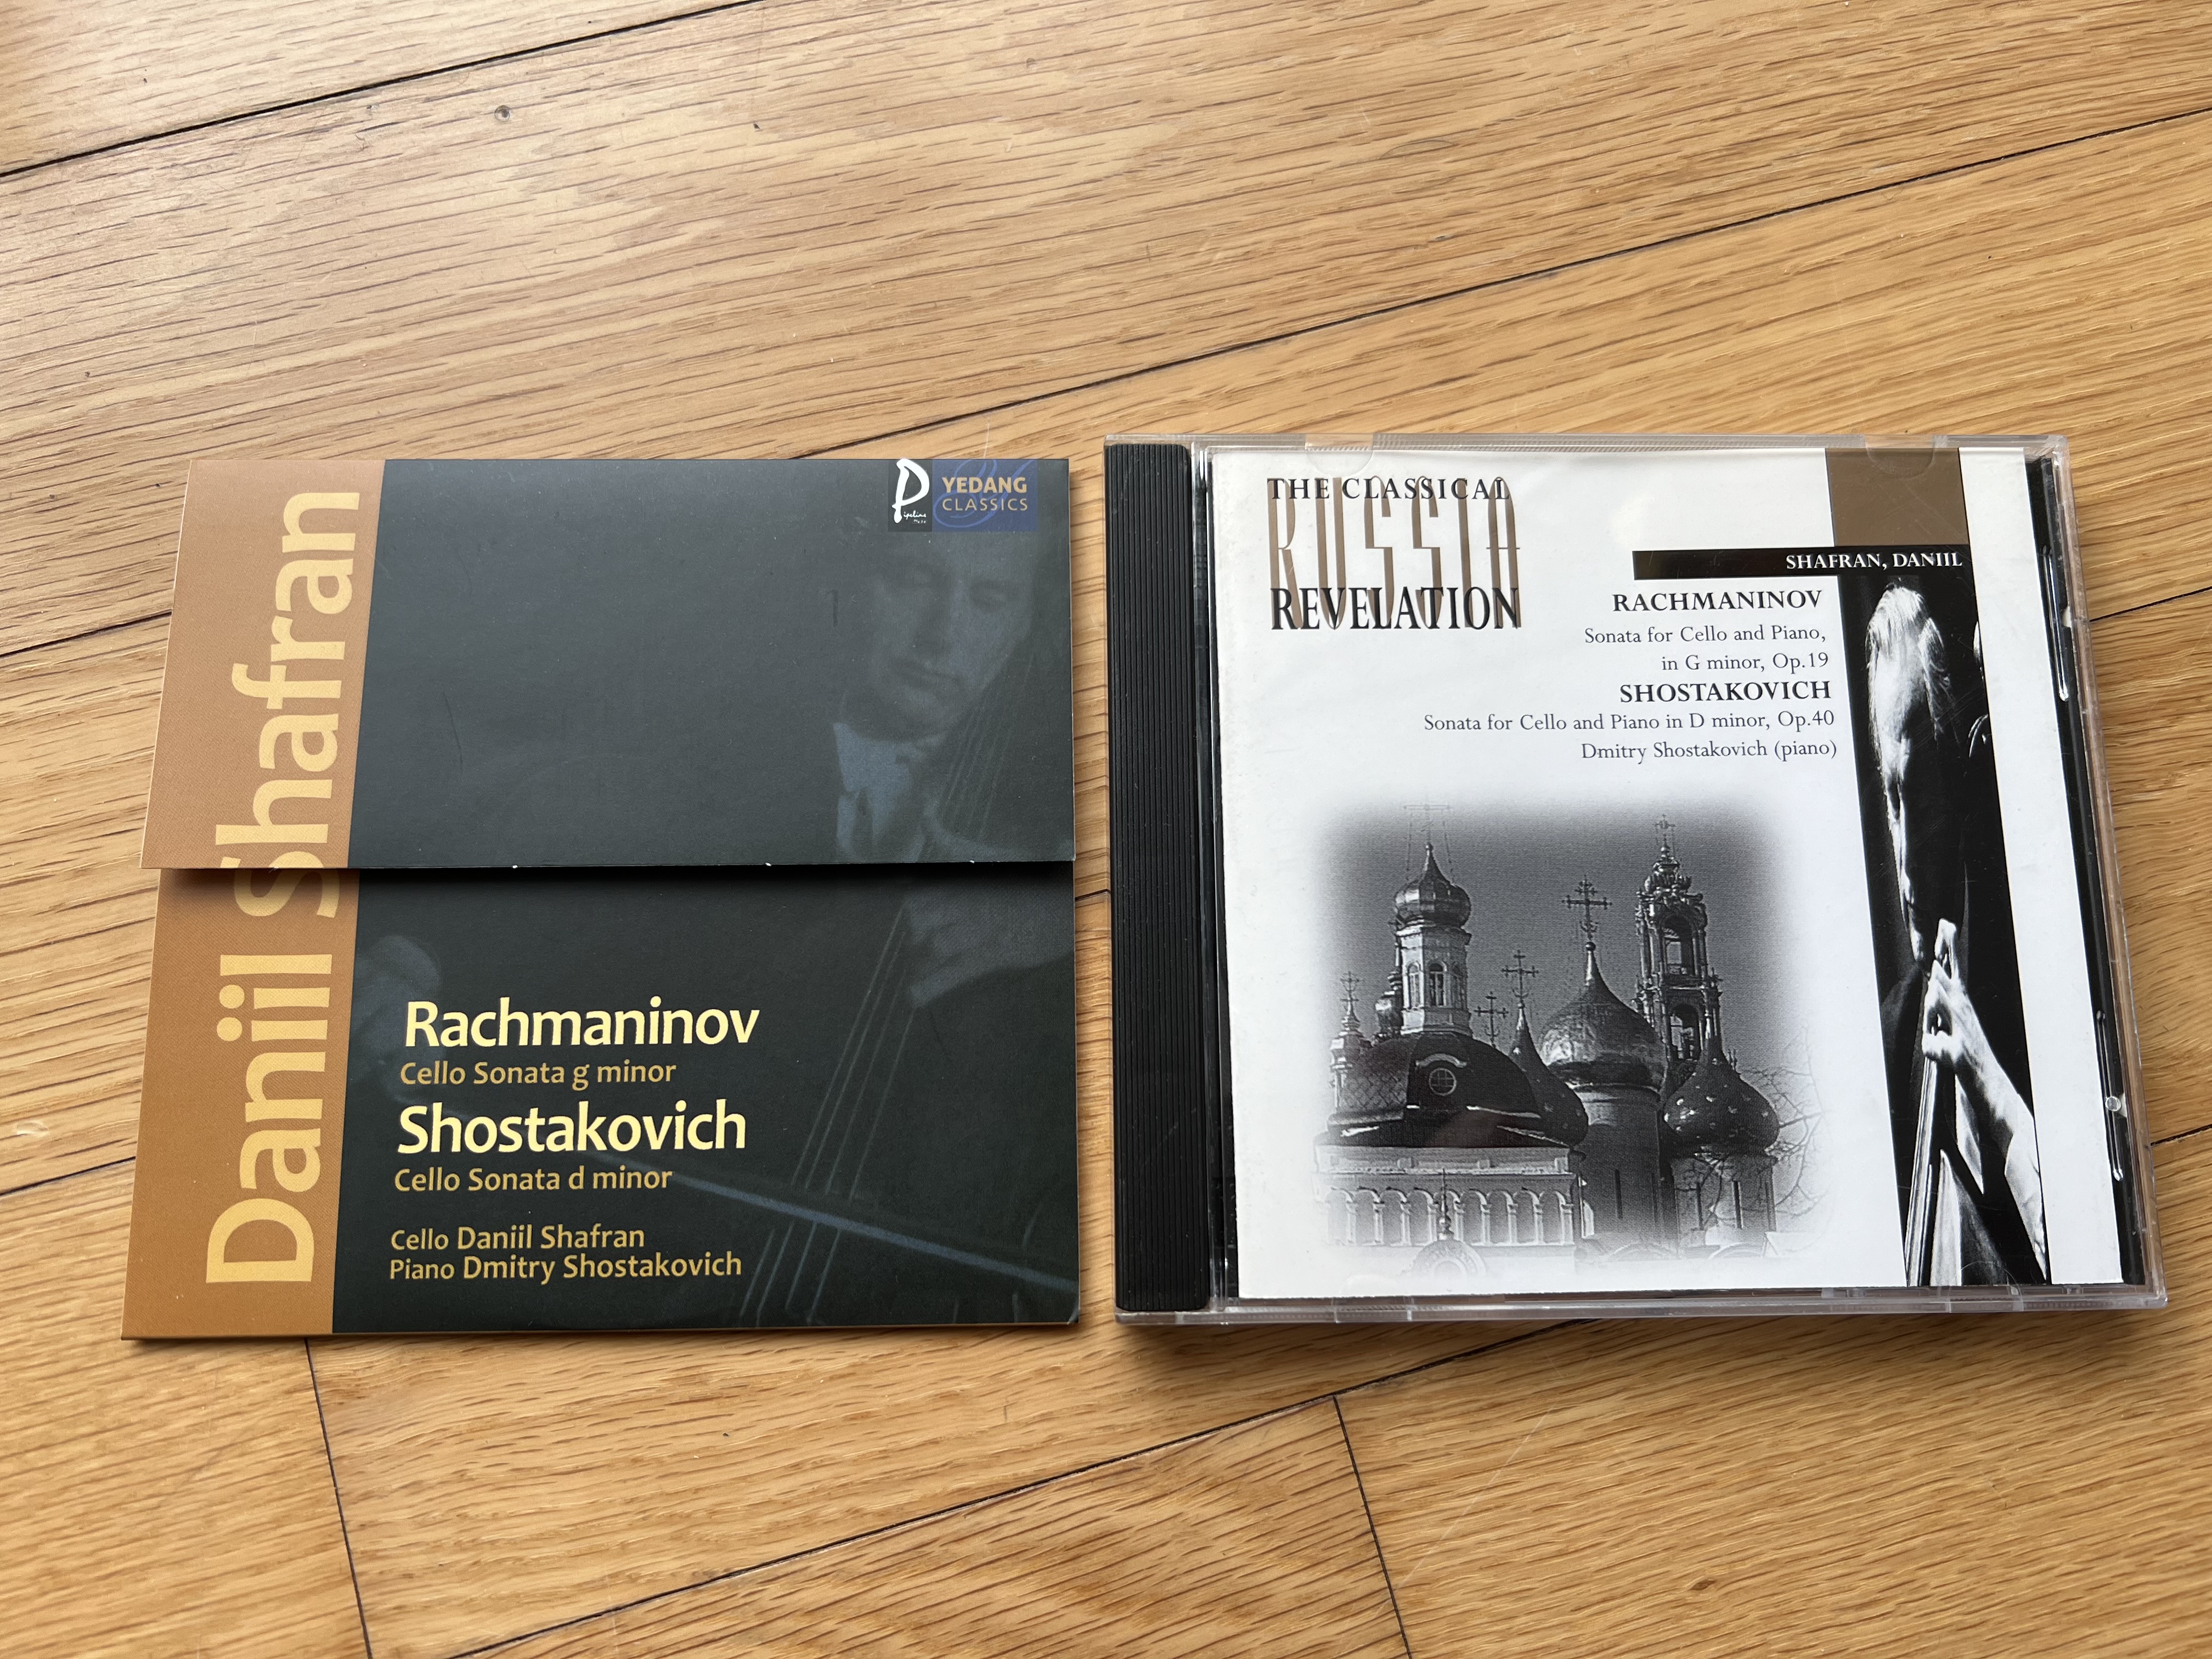 Daniil Shafran
P
ipeline
YEDANG
CLASSICS
Rachmaninov
Cello Sonata g minor
Shostakovich
Cello Sonata d minor
Cello Daniil Shafran
Piano Dmitry Shostakovich
THE CLASSICAL
RUSSIA
REVELATION
SHAFRAN, DANIIL
RACHMANINOV
Sonata for Cello and Piano,
in G minor, Op.19
SHOSTAKOVICH
Sonata for Cello and Piano in D minor, Op.40
Dmitry Shostakovich (piano)